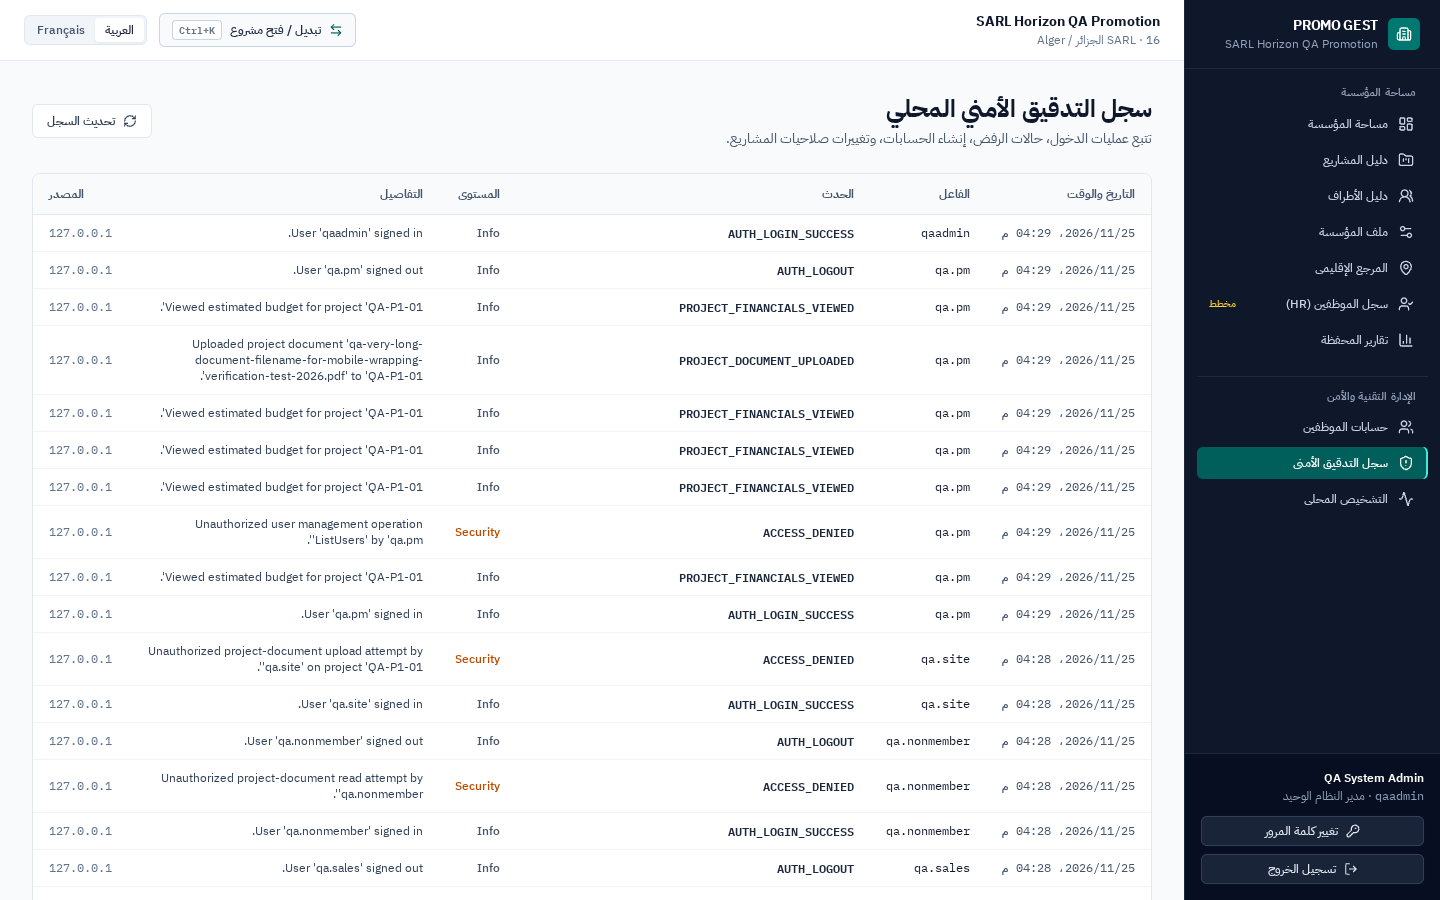 PROMO GEST
SARL Horizon QA Promotion
مساحة المؤسسة
مساحة المؤسسة
دليل المشاريع
دليل الأطراف
ملف المؤسسة
المرجع الإقليمي
سجل الموظفين (HR) مخطط
تقارير المحفظة
الإدارة التقنية والأمن
حسابات الموظفين
سجل التدقيق الأمني
التشخيص المحلي
QA System Admin
qaadmin · مدير النظام الوحيد
تغيير كلمة المرور
تسجيل الخروج
SARL Horizon QA Promotion
16 · SARL الجزائر / Alger
تبديل / فتح مشروع Ctrl+K
العربية Français
سجل التدقيق الأمني المحلي
تتبع عمليات الدخول، حالات الرفض، إنشاء الحسابات، وتغييرات صلاحيات المشاريع.
تحديث السجل
التاريخ والوقت الفاعل الحدث المستوى التفاصيل المصدر
2026/11/25، 04:29 م qaadmin AUTH_LOGIN_SUCCESS Info User 'qaadmin' signed in. 127.0.0.1
2026/11/25، 04:29 م qa.pm AUTH_LOGOUT Info User 'qa.pm' signed out. 127.0.0.1
2026/11/25، 04:29 م qa.pm PROJECT_FINANCIALS_VIEWED Info Viewed estimated budget for project 'QA-P1-01'. 127.0.0.1
2026/11/25، 04:29 م qa.pm PROJECT_DOCUMENT_UPLOADED Info Uploaded project document 'qa-very-long-
document-filename-for-mobile-wrapping-
verification-test-2026.pdf' to 'QA-P1-01'. 127.0.0.1
2026/11/25، 04:29 م qa.pm PROJECT_FINANCIALS_VIEWED Info Viewed estimated budget for project 'QA-P1-01'. 127.0.0.1
2026/11/25، 04:29 م qa.pm PROJECT_FINANCIALS_VIEWED Info Viewed estimated budget for project 'QA-P1-01'. 127.0.0.1
2026/11/25، 04:29 م qa.pm PROJECT_FINANCIALS_VIEWED Info Viewed estimated budget for project 'QA-P1-01'. 127.0.0.1
2026/11/25، 04:29 م qa.pm ACCESS_DENIED Security Unauthorized user management operation
'ListUsers' by 'qa.pm'. 127.0.0.1
2026/11/25، 04:29 م qa.pm PROJECT_FINANCIALS_VIEWED Info Viewed estimated budget for project 'QA-P1-01'. 127.0.0.1
2026/11/25، 04:29 م qa.pm AUTH_LOGIN_SUCCESS Info User 'qa.pm' signed in. 127.0.0.1
2026/11/25، 04:28 م qa.site ACCESS_DENIED Security Unauthorized project-document upload attempt by
'qa.site' on project 'QA-P1-01'. 127.0.0.1
2026/11/25، 04:28 م qa.site AUTH_LOGIN_SUCCESS Info User 'qa.site' signed in. 127.0.0.1
2026/11/25، 04:28 م qa.nonmember AUTH_LOGOUT Info User 'qa.nonmember' signed out. 127.0.0.1
2026/11/25، 04:28 م qa.nonmember ACCESS_DENIED Security Unauthorized project-document read attempt by
'qa.nonmember'. 127.0.0.1
2026/11/25، 04:28 م qa.nonmember AUTH_LOGIN_SUCCESS Info User 'qa.nonmember' signed in. 127.0.0.1
2026/11/25، 04:28 م qa.sales AUTH_LOGOUT Info User 'qa.sales' signed out. 127.0.0.1